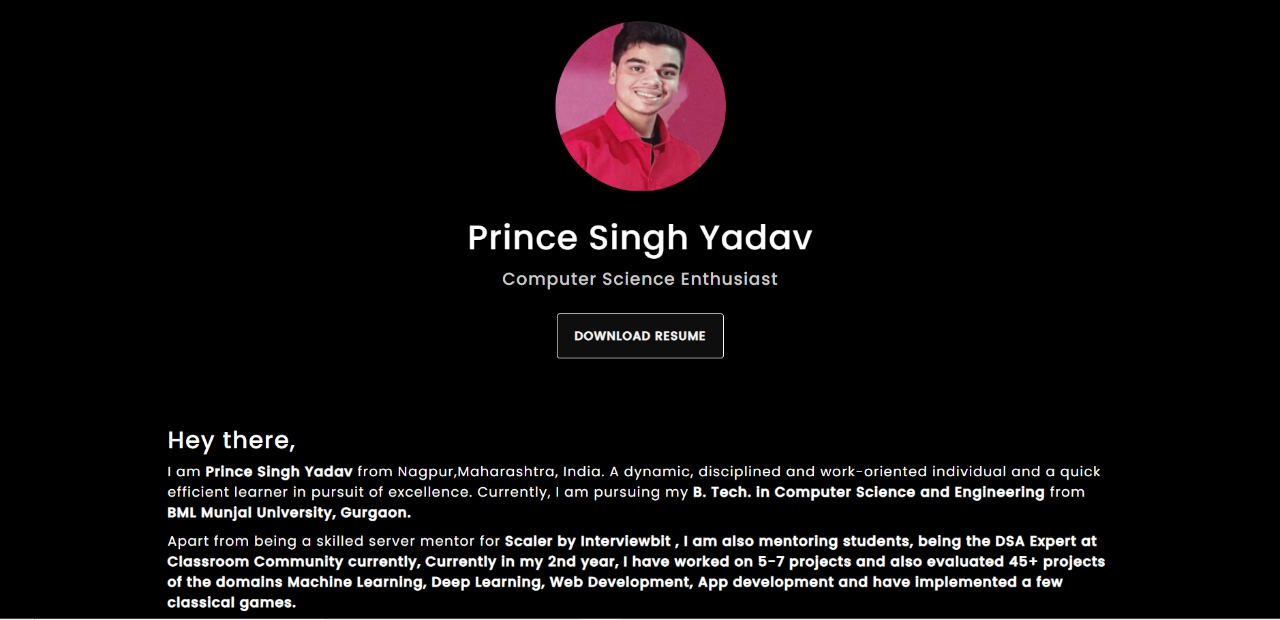 Prince Singh Yadav
Computer Science Enthusiast
DOWNLOAD RESUME
Hey there,
I am Prince Singh Yadav from Nagpur,Maharashtra, India. A dynamic, disciplined and work-oriented individual and a quick
efficient learner in pursuit of excellence. Currently, I am pursuing my B. Tech. in Computer Science and Engineering from
BML Munjal University, Gurgaon.
Apart from being a skilled server mentor for Scaler by Interviewbit , I am also mentoring students, being the DSA Expert at
Classroom Community currently, Currently in my 2nd year, I have worked on 5-7 projects and also evaluated 45+ projects
of the domains Machine Learning, Deep Learning, Web Development, App development and have implemented a few
classical games.